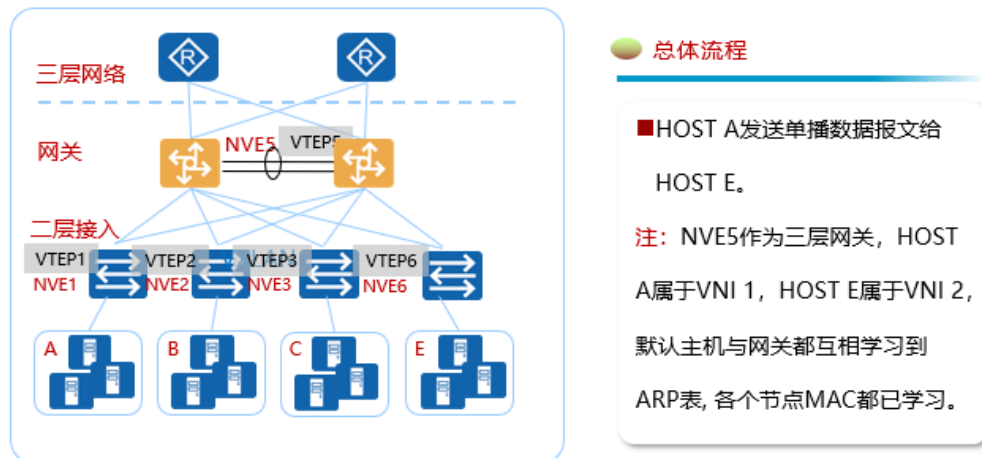 三层网络
R
R
网关
NVE5
VTEP5
二层接入
VTEP1
VTEP2
VTEP3
VTEP6
NVE1
NVE2
NVE3
NVE6
A
B
C
E
总体流程
■HOST A发送单播数据报文给
HOST E。
注：NVE5作为三层网关，HOST
A属于VNI 1，HOST E属于VNI 2，
默认主机与网关都互相学习到
ARP表, 各个节点MAC都已学习。